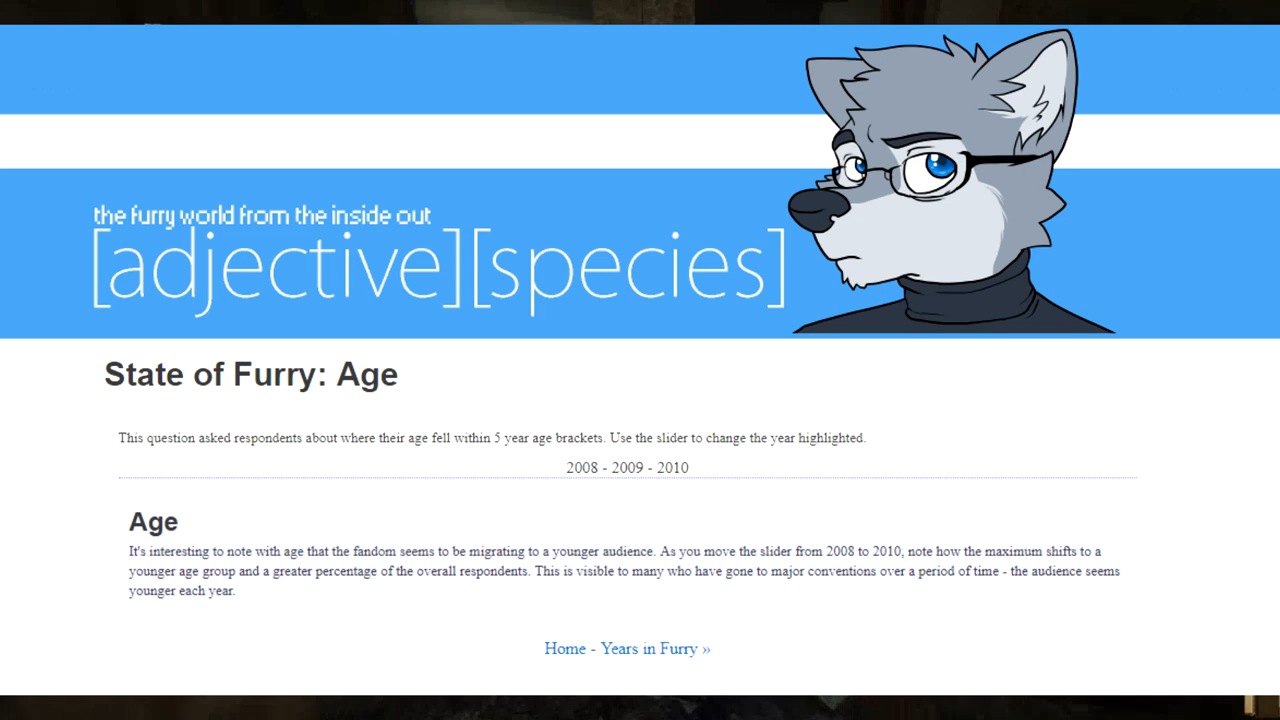 the furry world from the inside out
[adjective][species]
State of Furry: Age
This question asked respondents about where their age fell within 5 year age brackets. Use the slider to change the year highlighted.
2008 - 2009 - 2010
Age
It's interesting to note with age that the fandom seems to be migrating to a younger audience. As you move the slider from 2008 to 2010, note how the maximum shifts to a
younger age group and a greater percentage of the overall respondents. This is visible to many who have gone to major conventions over a period of time - the audience seems
younger each year.
Home - Years in Furry »